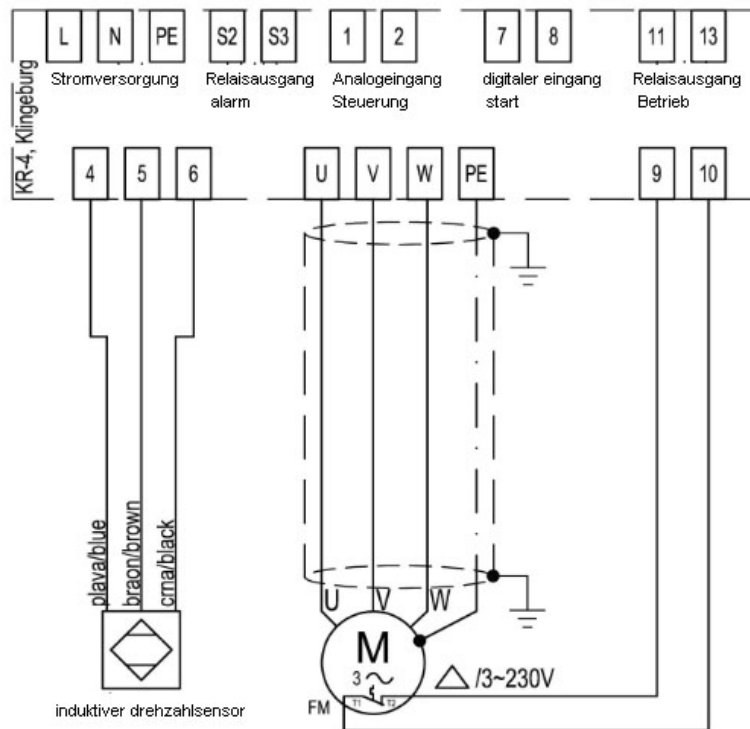 L N PE S2 S3 1 2 7 8 11 13
Stromversorgung Relaisausgang Analogeingang digitaler eingang Relaisausgang
alarm Steuerung start Betrieb
KR-4, Klingeburg
4 5 6 U V W PE 9 10
plava/blue
braon/brown
crna/black
U V W
M
3
/3~230V
FM T1 T2
induktiver drehzahlsensor